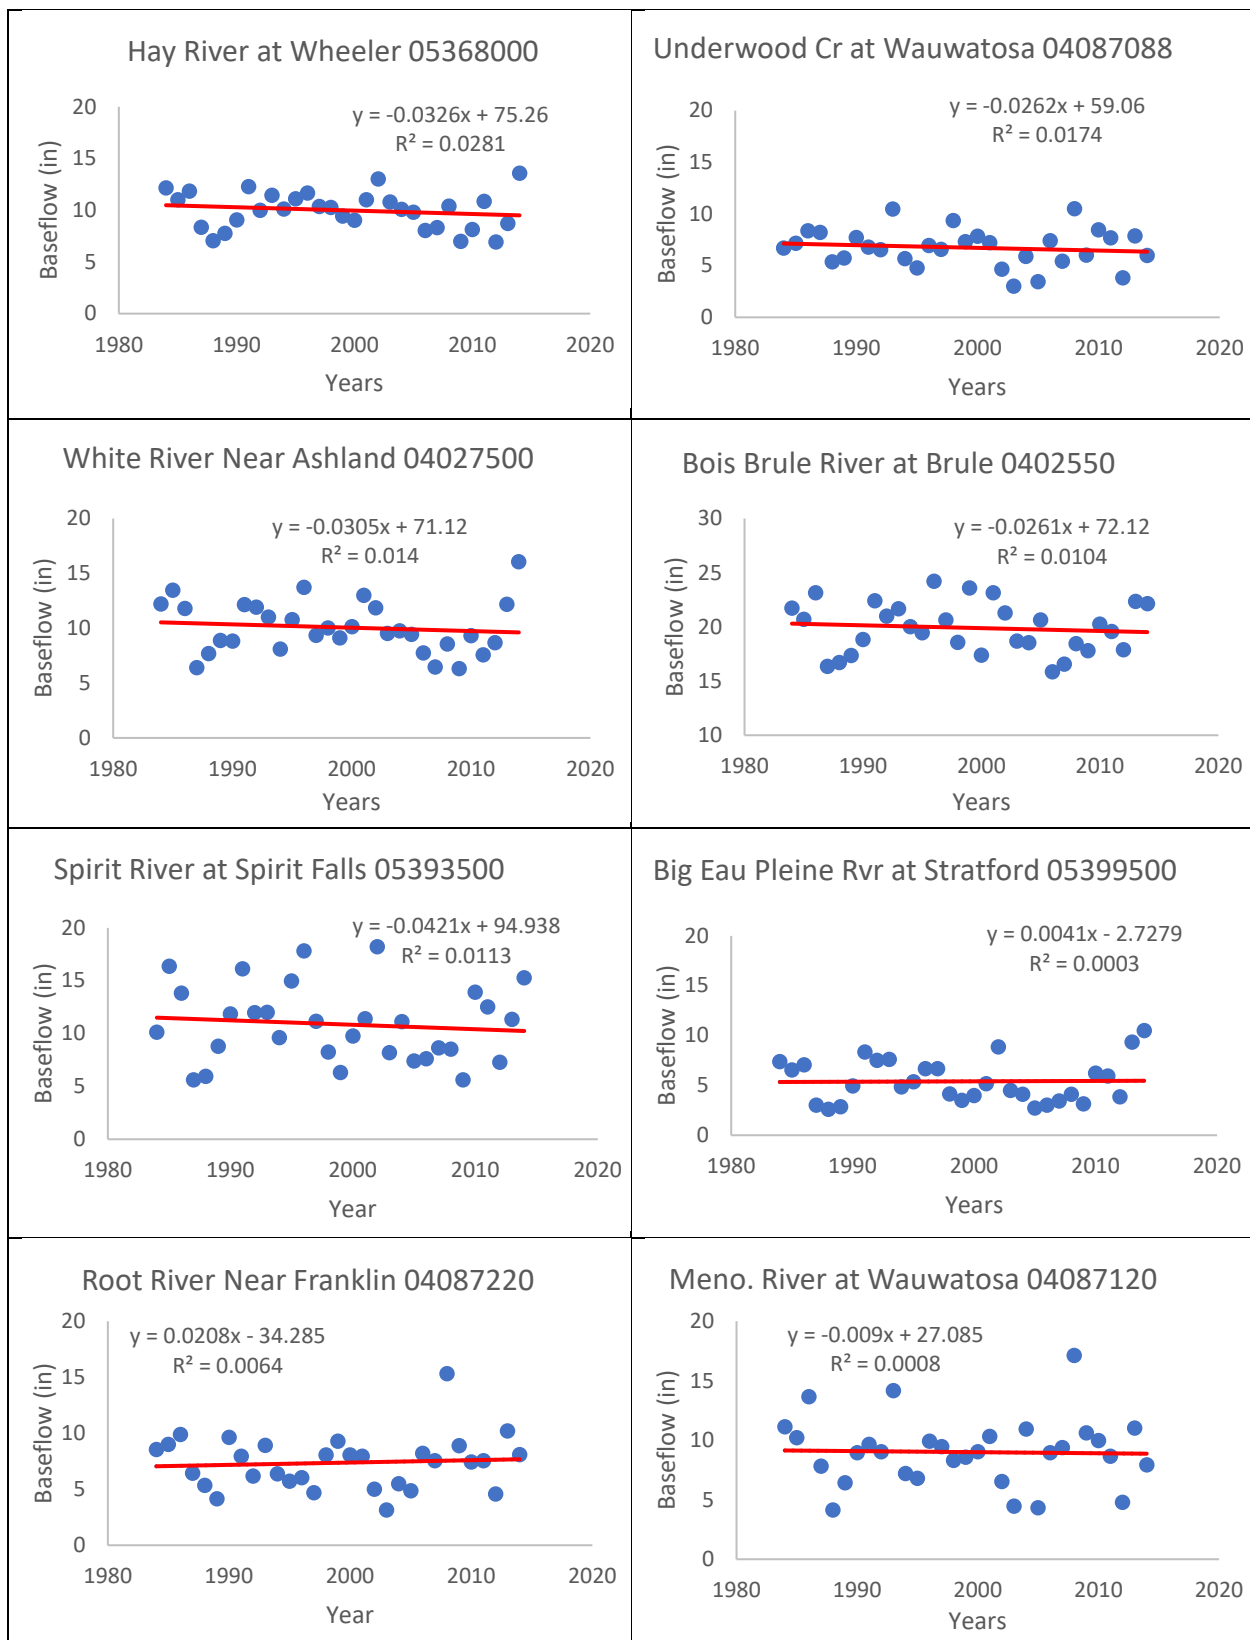 Hay River at Wheeler 05368000
y = -0.0326x + 75.26
R² = 0.0281
20
15
10
5
0
Baseflow (in)
1980 1990 2000 2010 2020
Years
Underwood Cr at Wauwatosa 04087088
y = -0.0262x + 59.06
R² = 0.0174
20
15
10
5
0
Baseflow (in)
1980 1990 2000 2010 2020
Years
White River Near Ashland 04027500
y = -0.0305x + 71.12
R² = 0.014
20
15
10
5
0
Baseflow (in)
1980 1990 2000 2010 2020
Years
Bois Brule River at Brule 0402550
y = -0.0261x + 72.12
R² = 0.0104
30
25
20
15
10
Baseflow (in)
1980 1990 2000 2010 2020
Years
Spirit River at Spirit Falls 05393500
y = -0.0421x + 94.938
R² = 0.0113
20
15
10
5
0
Baseflow (in)
1980 1990 2000 2010 2020
Year
Big Eau Pleine Rvr at Stratford 05399500
y = 0.0041x - 2.7279
R² = 0.0003
20
15
10
5
0
Baseflow (in)
1980 1990 2000 2010 2020
Years
Root River Near Franklin 04087220
y = 0.0208x - 34.285
R² = 0.0064
20
15
10
5
0
Baseflow (in)
1980 1990 2000 2010 2020
Year
Meno. River at Wauwatosa 04087120
y = -0.009x + 27.085
R² = 0.0008
20
15
10
5
0
Baseflow (in)
1980 1990 2000 2010 2020
Years